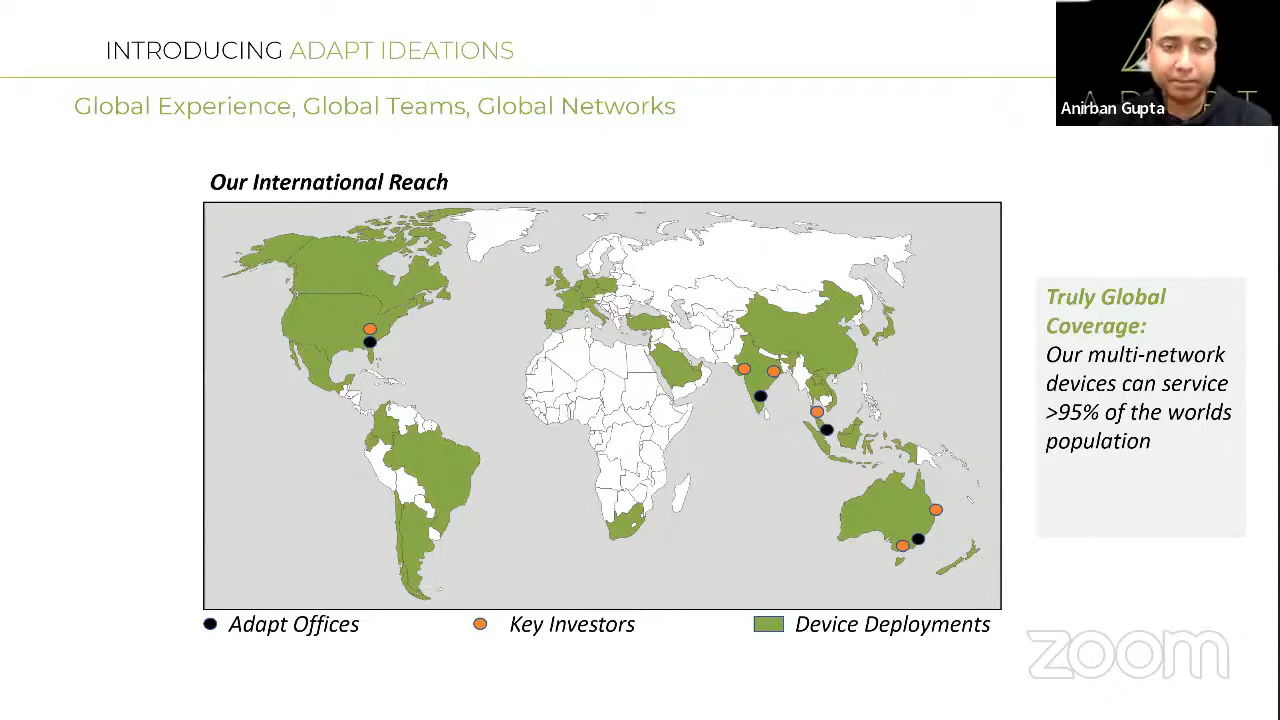 INTRODUCING ADAPT IDEATIONS
Global Experience, Global Teams, Global Networks
Anirban Gupta
Our International Reach
Truly Global
Coverage:
Our multi-network
devices can service
>95% of the worlds
population
Adapt Offices
Key Investors
Device Deployments
zoom